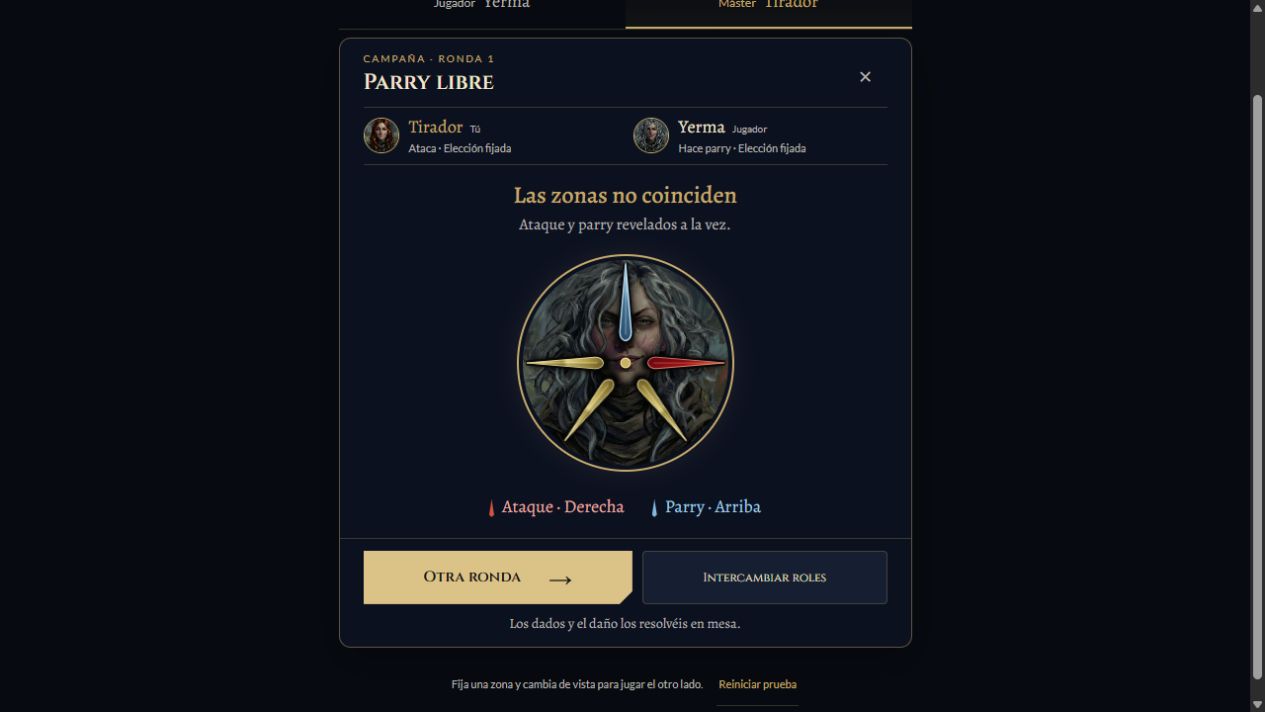 Jugador Yerma
Máster Tirador
CAMPAÑA · RONDA 1
PARRY LIBRE
×
Tirador Tú
Ataca · Elección fijada
Yerma Jugador
Hace parry · Elección fijada
Las zonas no coinciden
Ataque y parry revelados a la vez.
Ataque · Derecha
Parry · Arriba
OTRA RONDA →
INTERCAMBIAR ROLES
Los dados y el daño los resolvéis en mesa.
Fija una zona y cambia de vista para jugar el otro lado. Reiniciar prueba